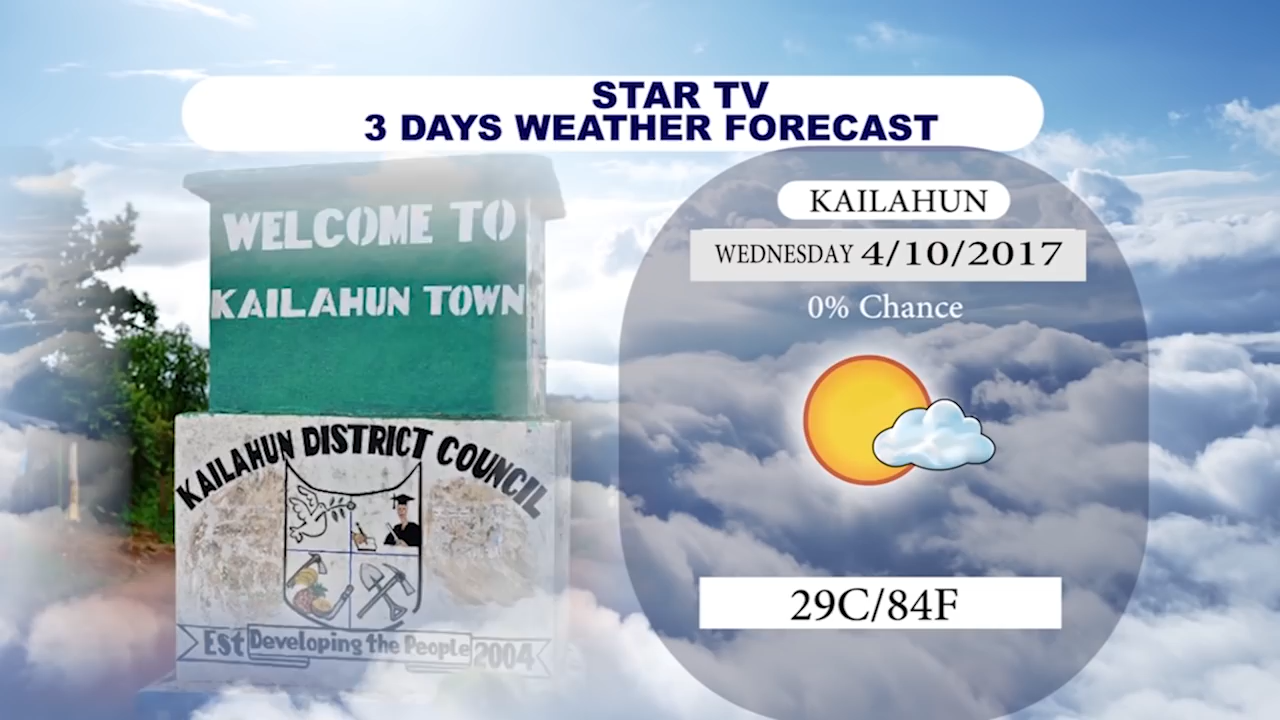 STAR TV
3 DAYS WEATHER FORECAST
WELCOME TO
KAILAHUN TOWN
KAILAHUN DISTRICT COUNCIL
Est Developing the People 2004
KAILAHUN
WEDNESDAY 4/10/2017
0% Chance
29C/84F